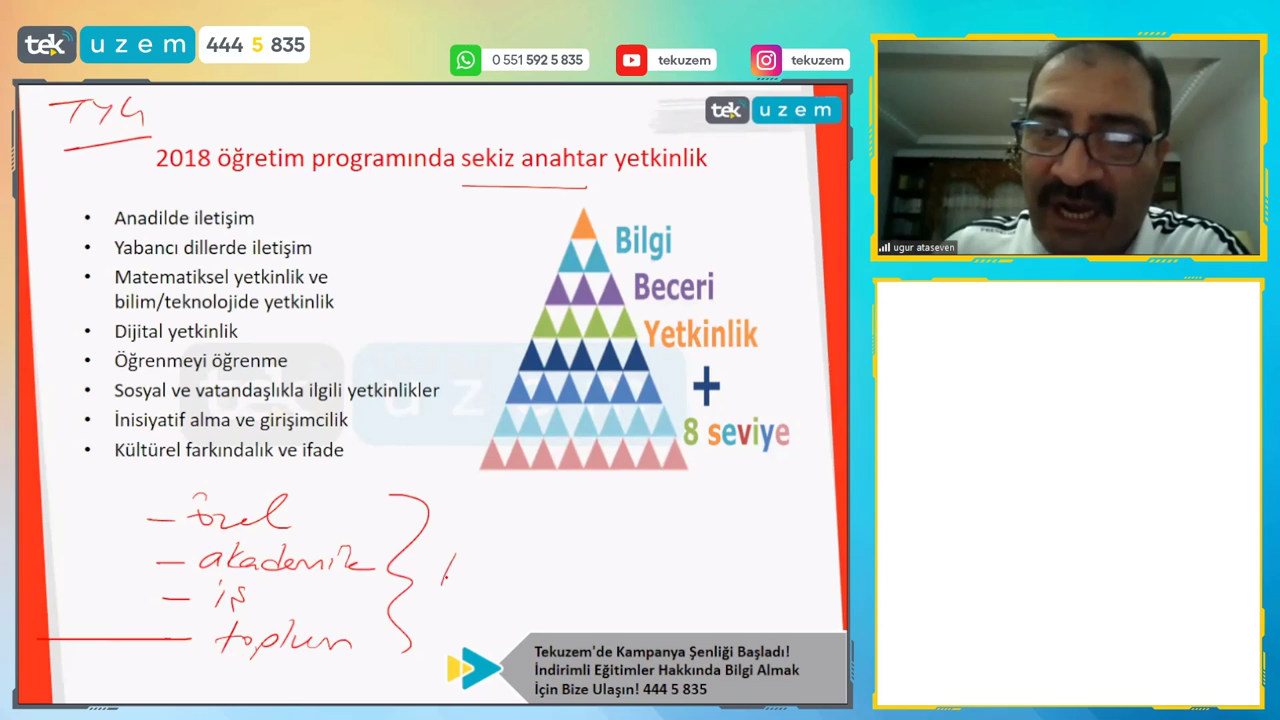 tek uzem 444 5 835
0 551 592 5 835
tekuzem
tekuzem
TYÇ
tek uzem
2018 öğretim programında sekiz anahtar yetkinlik
• Anadilde iletişim
• Yabancı dillerde iletişim
• Matematiksel yetkinlik ve
bilim/teknolojide yetkinlik
• Dijital yetkinlik
• Öğrenmeyi öğrenme
• Sosyal ve vatandaşlıkla ilgili yetkinlikler
• İnisiyatif alma ve girişimcilik
• Kültürel farkındalık ve ifade
Bilgi
Beceri
Yetkinlik
+
8 seviye
uzem
- özel
- akademik
- iş
- toplum
Tekuzem'de Kampanya Şenliği Başladı!
İndirimli Eğitimler Hakkında Bilgi Almak
İçin Bize Ulaşın! 444 5 835
ugur ataseven